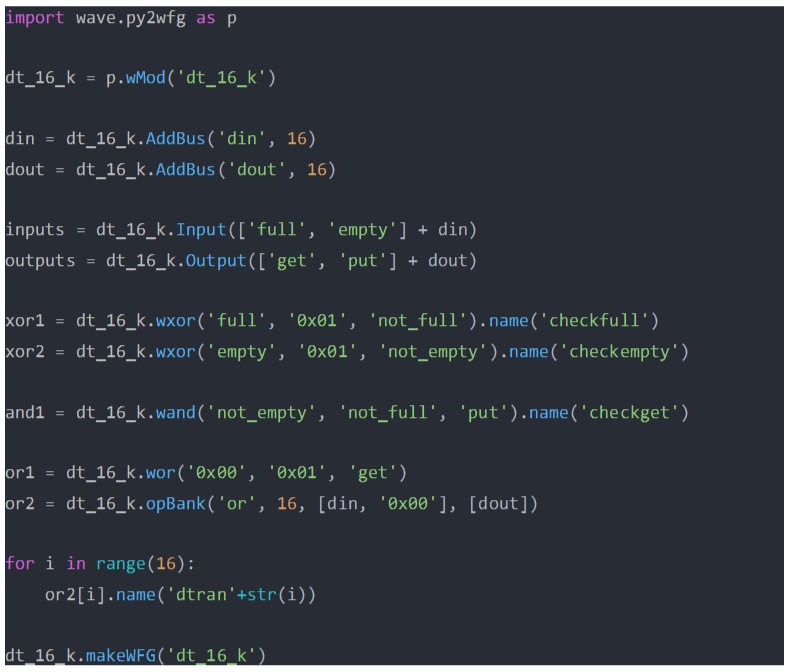 import wave.py2wfg as p
dt_16_k = p.wMod('dt_16_k')
din = dt_16_k.AddBus('din', 16)
dout = dt_16_k.AddBus('dout', 16)
inputs = dt_16_k.Input(['full', 'empty'] + din)
outputs = dt_16_k.Output(['get', 'put'] + dout)
xor1 = dt_16_k.wxor('full', '0x01', 'not_full').name('checkfull')
xor2 = dt_16_k.wxor('empty', '0x01', 'not_empty').name('checkempty')
and1 = dt_16_k.wand('not_empty', 'not_full', 'put').name('checkget')
or1 = dt_16_k.wor('0x00', '0x01', 'get')
or2 = dt_16_k.opBank('or', 16, [din, '0x00'], [dout])
for i in range(16):
    or2[i].name('dtran'+str(i))
dt_16_k.makeWFG('dt_16_k')